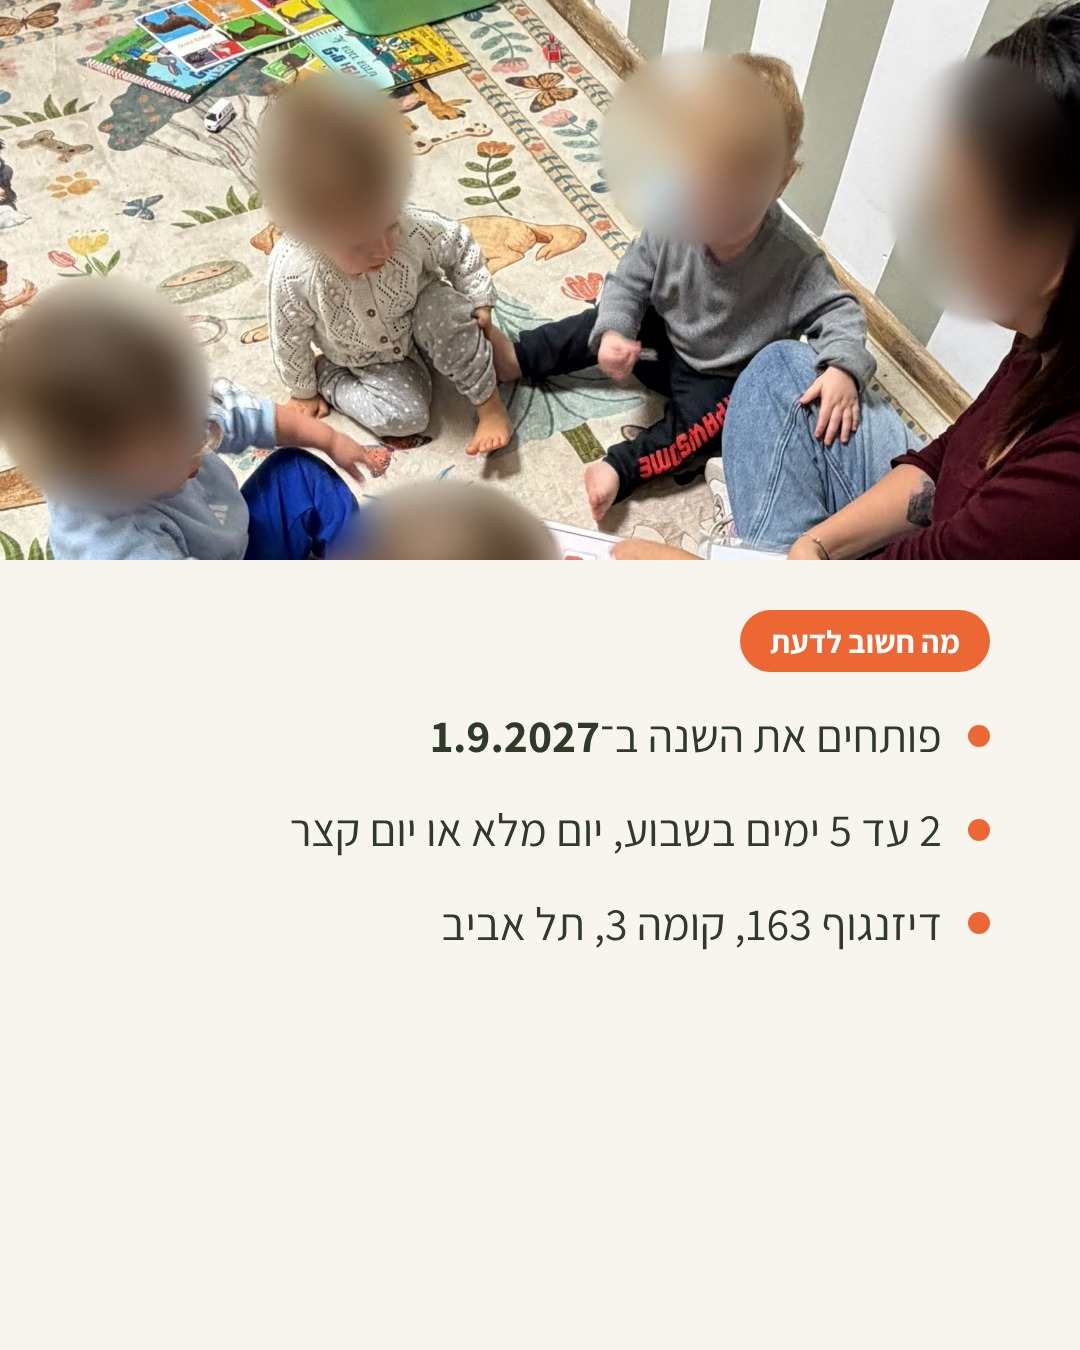 מה חשוב לדעת
פותחים את השנה ב־1.9.2027
2 עד 5 ימים בשבוע, יום מלא או יום קצר
דיזנגוף 163, קומה 3, תל אביב